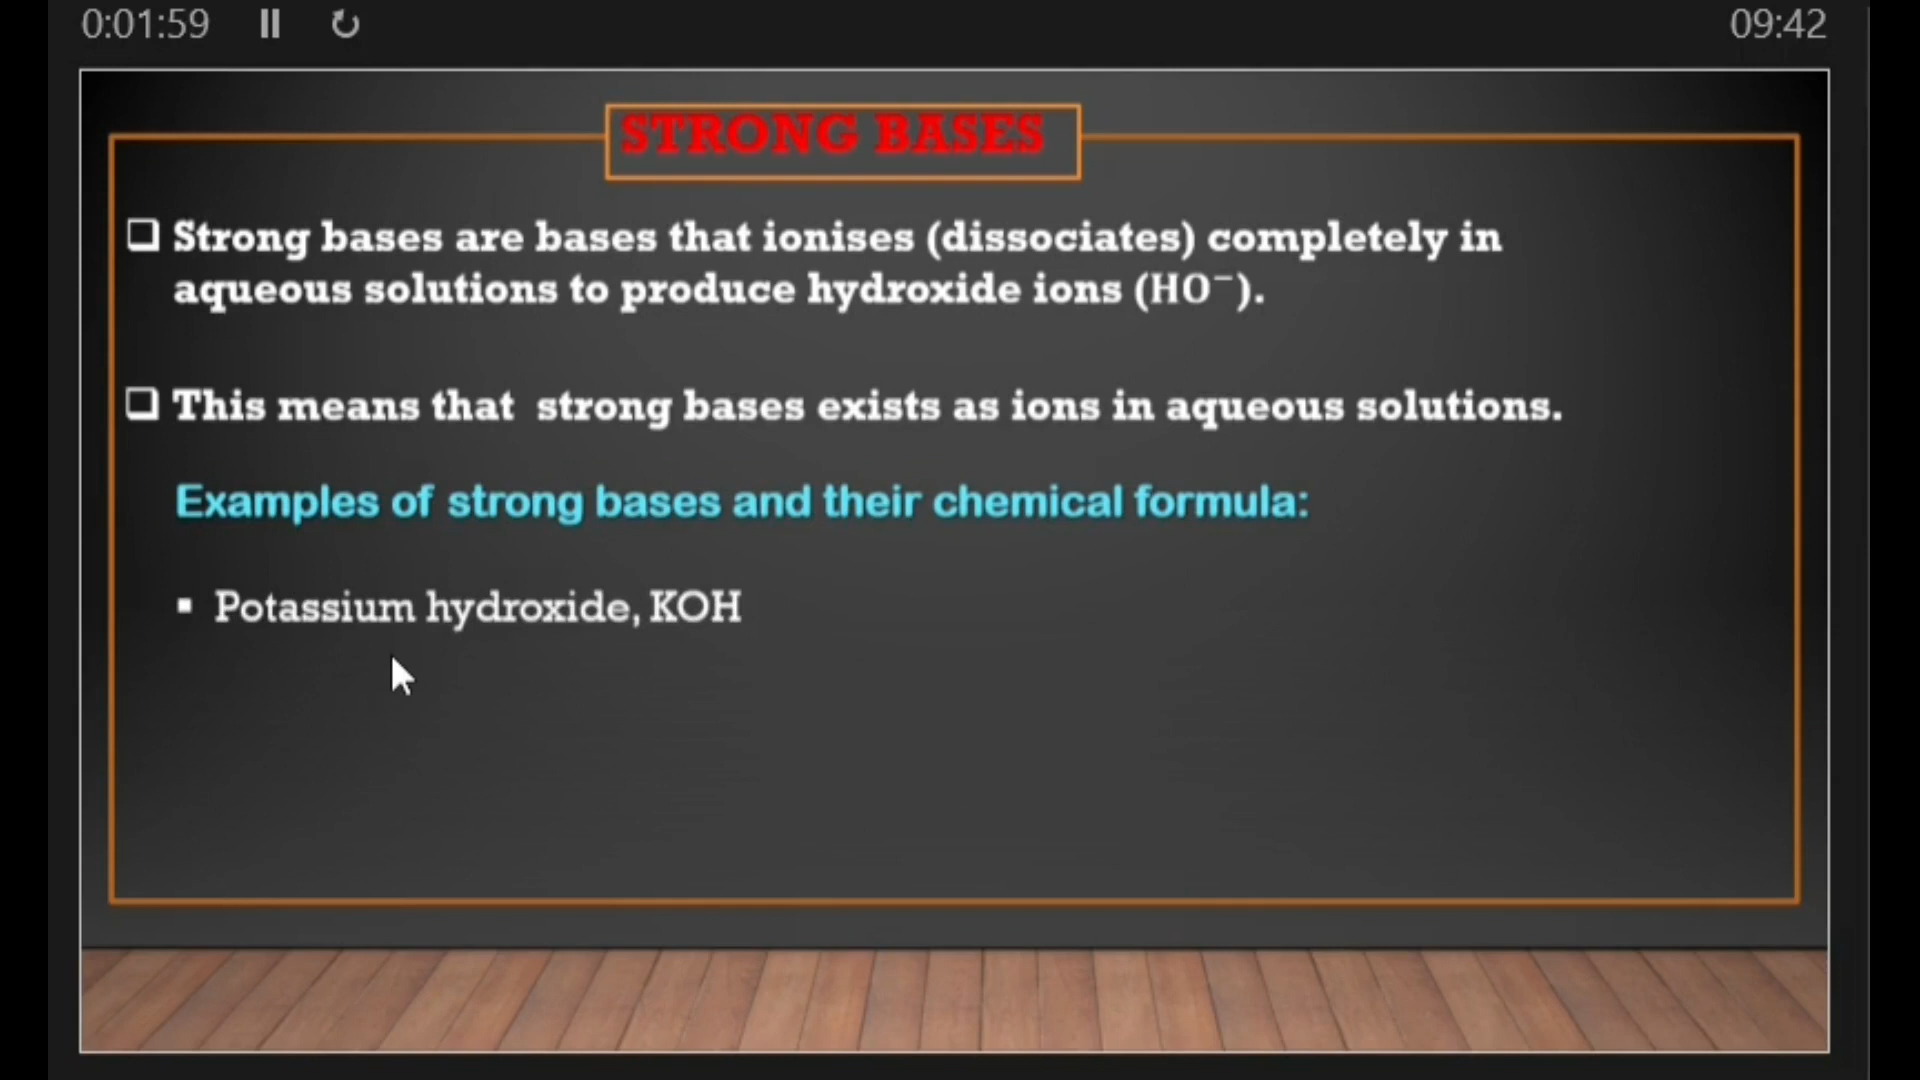 0:01:59
09:42
STRONG BASES
❑ Strong bases are bases that ionises (dissociates) completely in
aqueous solutions to produce hydroxide ions (HO⁻).
❑ This means that strong bases exists as ions in aqueous solutions.
Examples of strong bases and their chemical formula:
▪ Potassium hydroxide, KOH